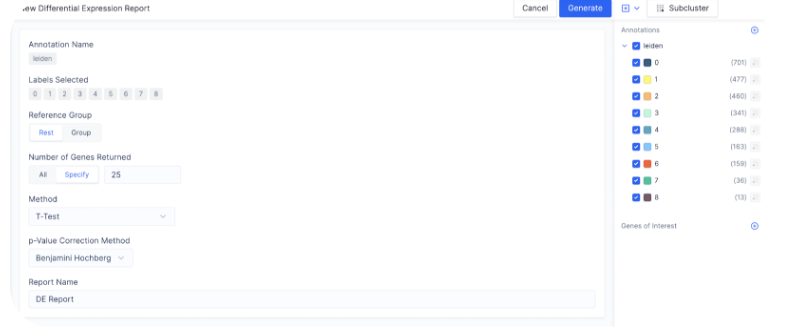 ew Differential Expression Report Cancel Generate Subcluster
Annotation Name
leiden
Labels Selected
0 1 2 3 4 5 6 7 8
Reference Group
Rest Group
Number of Genes Returned
All Specify 25
Method
T-Test
p-Value Correction Method
Benjamini Hochberg
Report Name
DE Report
Annotations
leiden
0 (701)
1 (477)
2 (460)
3 (341)
4 (288)
5 (163)
6 (159)
7 (36)
8 (13)
Genes of Interest